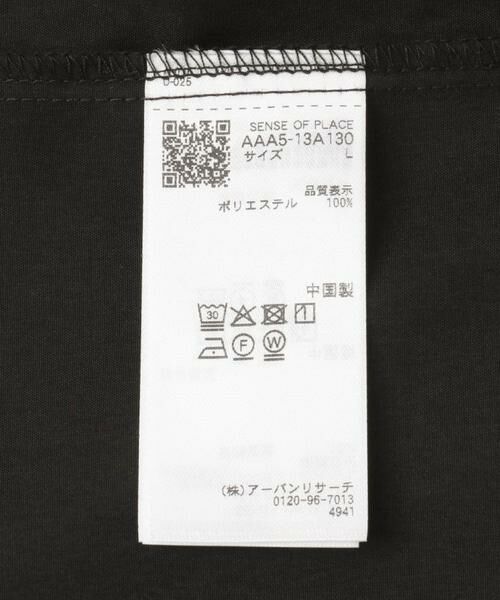 0-025
SENSE OF PLACE
AAA5-13A130
サイズ L
品質表示
ポリエステル 100%
中国製
30
F W
(株)アーバンリサーチ
0120-96-7013
4941